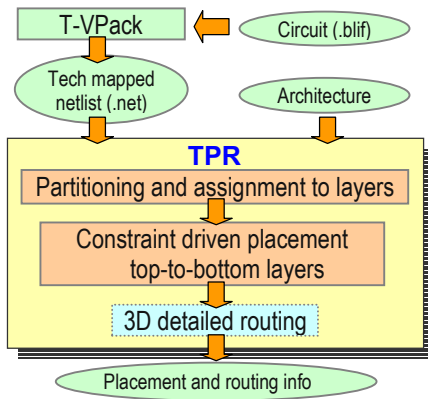 T-VPack
Circuit (.blif)
Tech mapped
netlist (.net)
Architecture
TPR
Partitioning and assignment to layers
Constraint driven placement
top-to-bottom layers
3D detailed routing
Placement and routing info